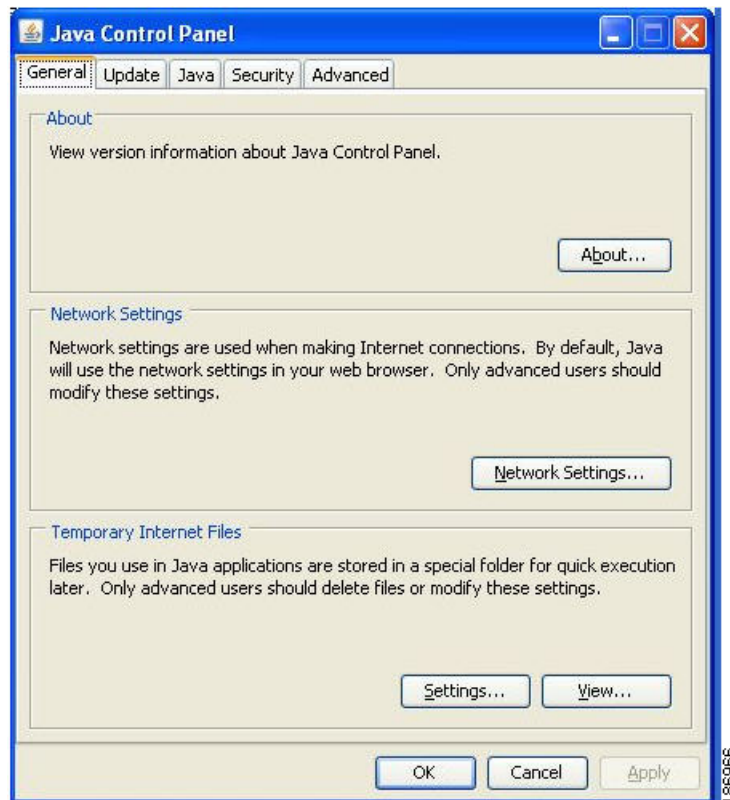 Java Control Panel
General Update Java Security Advanced
About
View version information about Java Control Panel.
About...
Network Settings
Network settings are used when making Internet connections. By default, Java
will use the network settings in your web browser. Only advanced users should
modify these settings.
Network Settings...
Temporary Internet Files
Files you use in Java applications are stored in a special folder for quick execution
later. Only advanced users should delete files or modify these settings.
Settings... View...
OK Cancel Apply